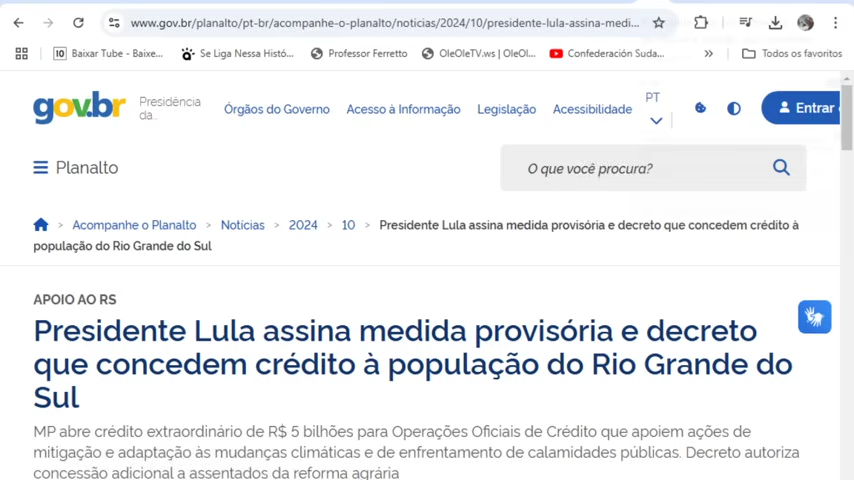 www.gov.br/planalto/pt-br/acompanhe-o-planalto/noticias/2024/10/presidente-lula-assina-medi...
10 Baixar Tube - Baixe... Se Liga Nessa Histó... Professor Ferretto OleOleTV.ws | OleOl... Confederación Suda... » Todos os favoritos
gov.br Presidência da... Órgãos do Governo Acesso à Informação Legislação Acessibilidade PT Entrar
Planalto O que você procura?
> Acompanhe o Planalto > Notícias > 2024 > 10 > Presidente Lula assina medida provisória e decreto que concedem crédito à
população do Rio Grande do Sul
APOIO AO RS
Presidente Lula assina medida provisória e decreto
que concedem crédito à população do Rio Grande do
Sul
MP abre crédito extraordinário de R$ 5 bilhões para Operações Oficiais de Crédito que apoiem ações de
mitigação e adaptação às mudanças climáticas e de enfrentamento de calamidades públicas. Decreto autoriza
concessão adicional a assentados da reforma agrária